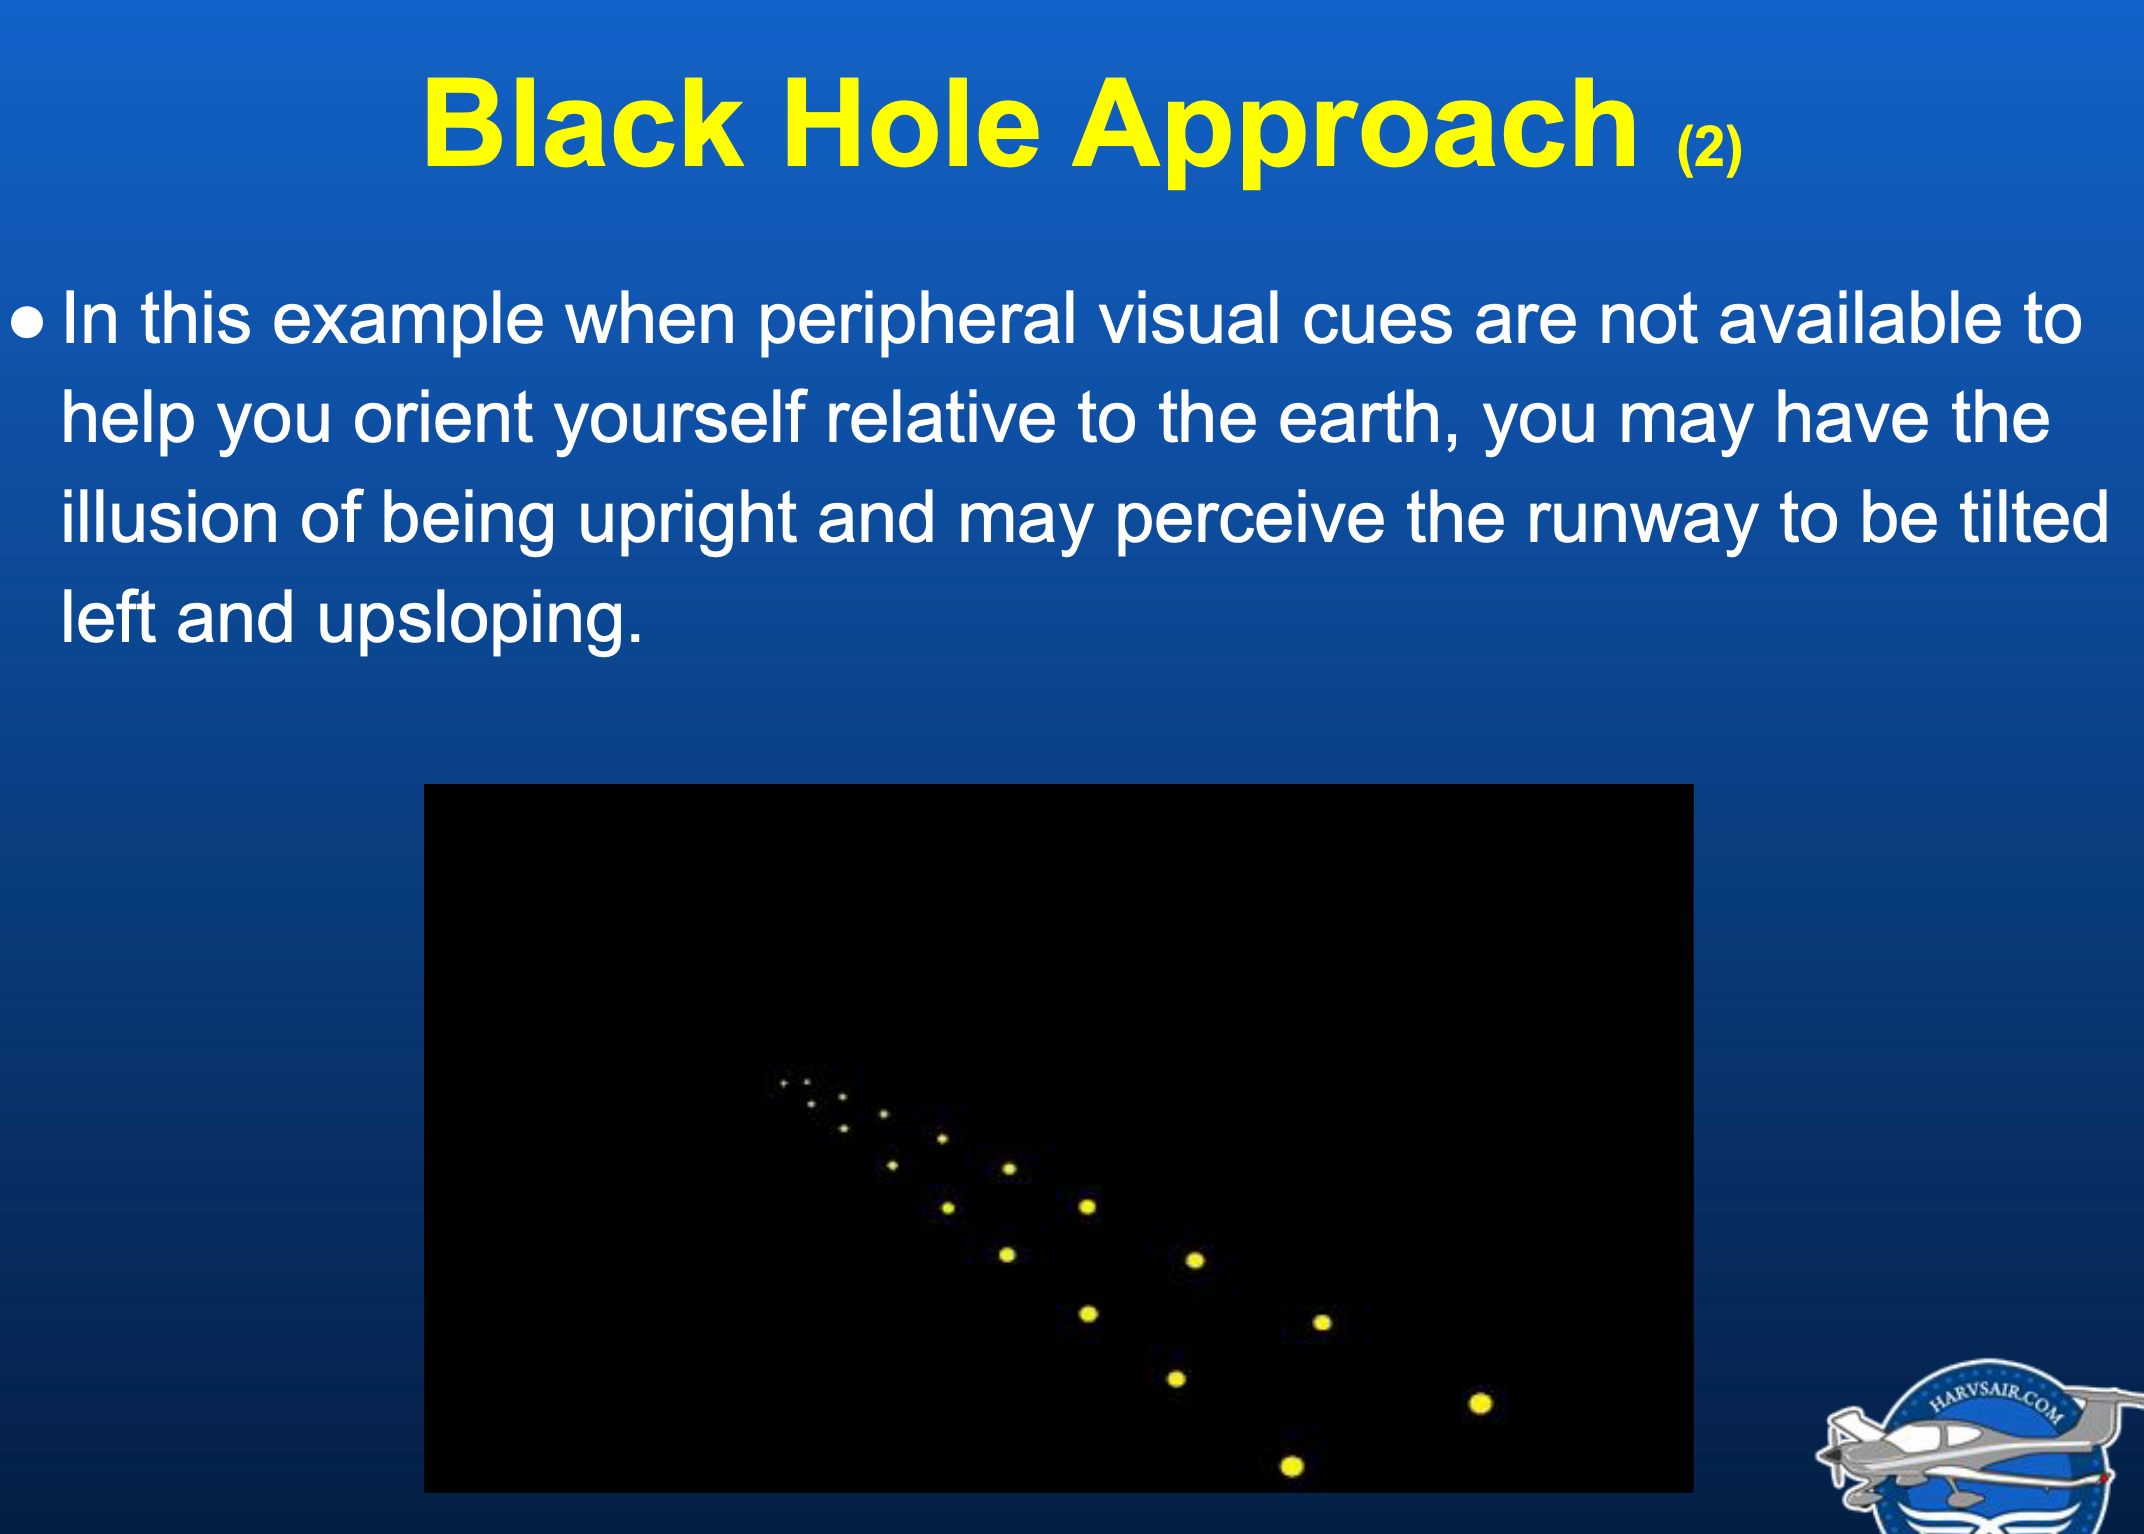 Black Hole Approach (2)
● In this example when peripheral visual cues are not available to
help you orient yourself relative to the earth, you may have the
illusion of being upright and may perceive the runway to be tilted
left and upsloping.
HARVSAIR.COM